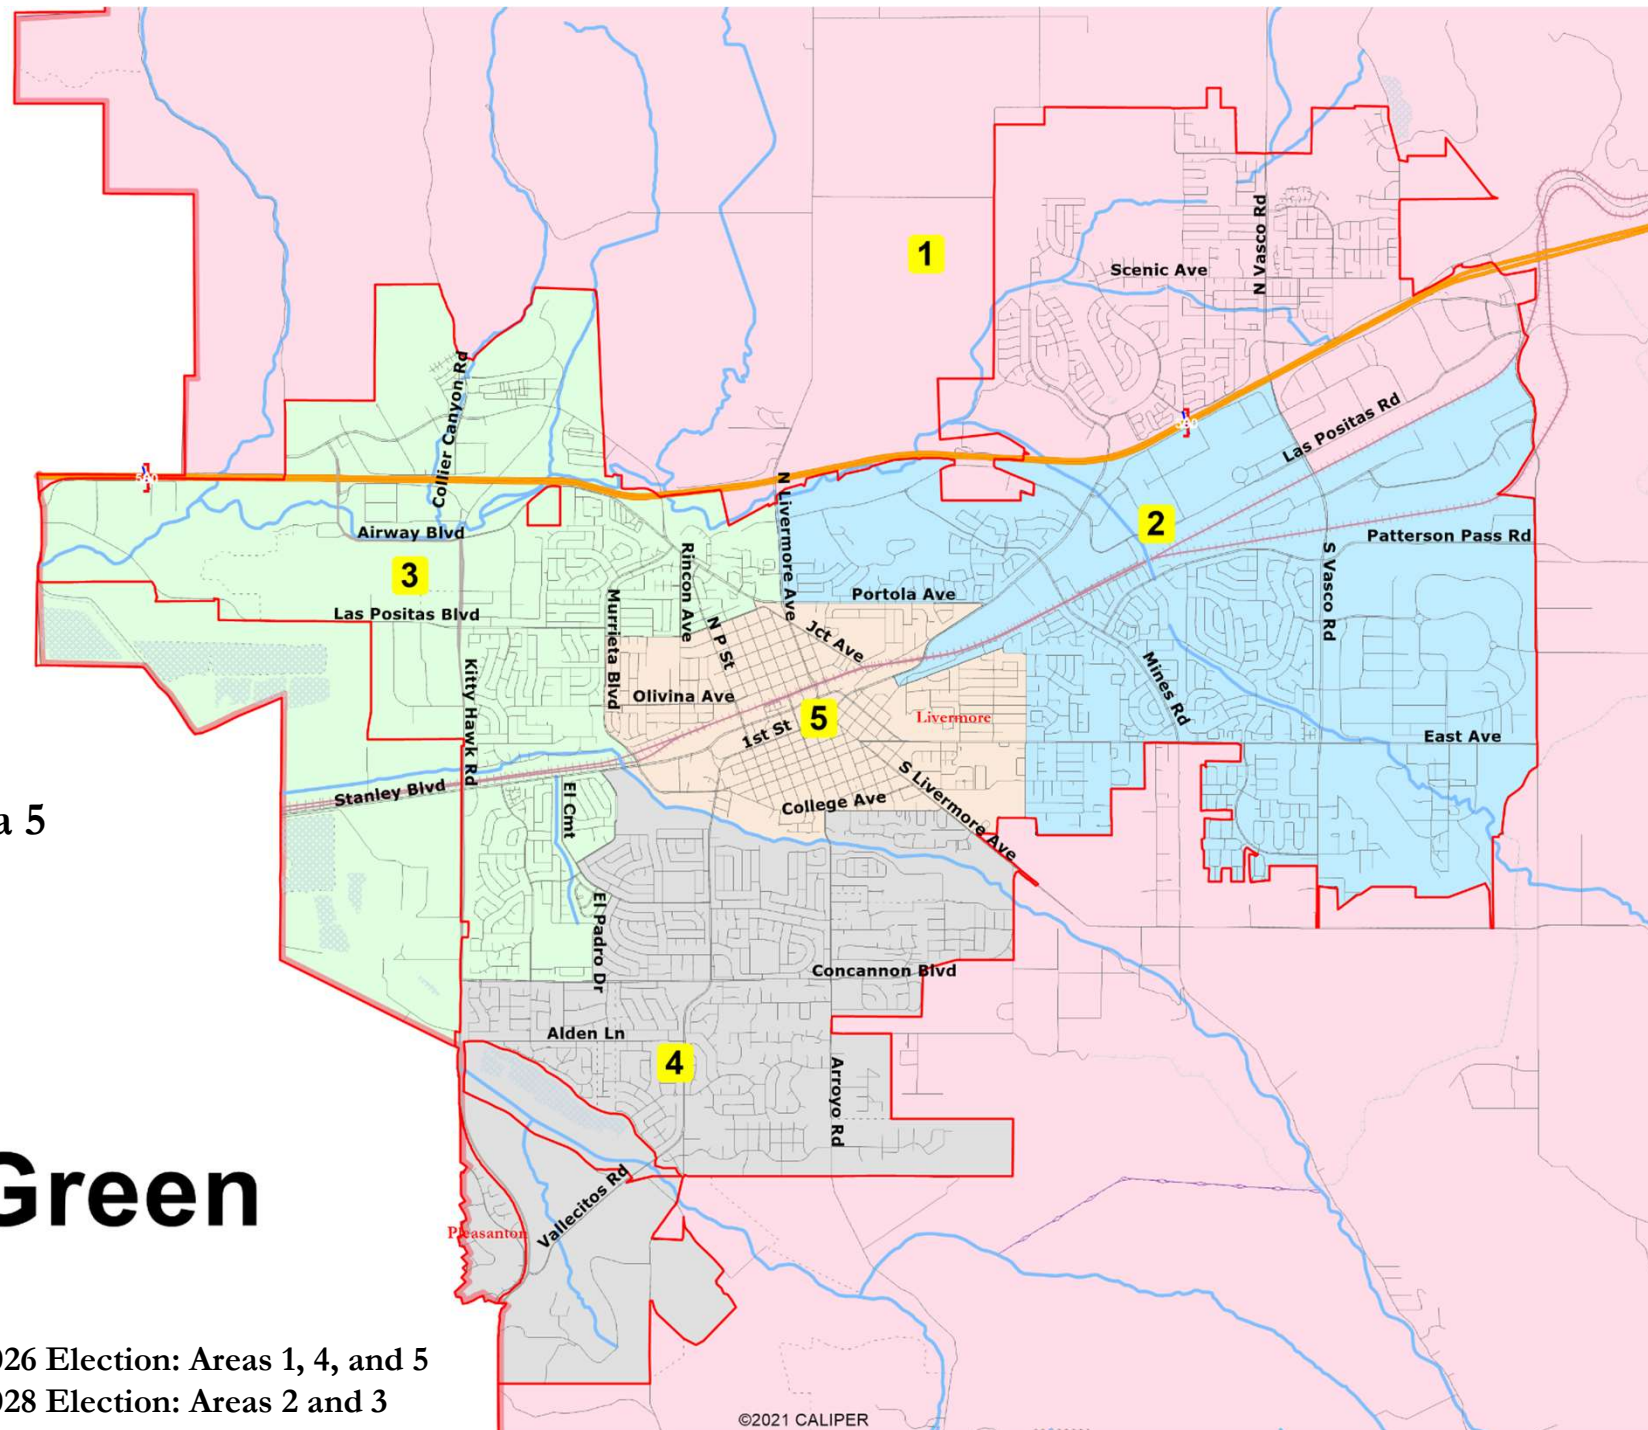 1
N Vasco Rd
Scenic Ave
Collier Canyon Rd
Las Positas Rd
580
Airway Blvd
N Livermore Ave
2
Patterson Pass Rd
3
Rincon Ave
S Vasco Rd
Portola Ave
Las Positas Blvd
Murrieta Blvd
N P St
Jct Ave
Kitty Hawk Rd
Mines Rd
Olivina Ave
5
Livermore
1st St
East Ave
Stanley Blvd
El Cmt
College Ave
S Livermore Ave
a 5
El Padro Dr
Concannon Blvd
Alden Ln
4
Arroyo Rd
Green
Vallecitos Rd
Pleasanton
026 Election: Areas 1, 4, and 5
028 Election: Areas 2 and 3
©2021 CALIPER